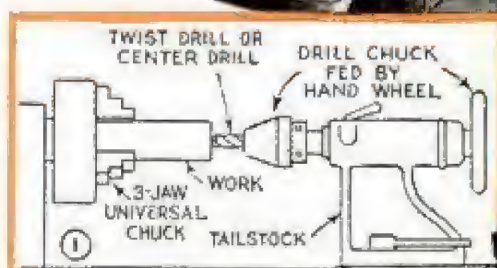 TWIST DRILL OR
CENTER DRILL
DRILL CHUCK
FED BY
HAND WHEEL
3-JAW
UNIVERSAL
CHUCK
WORK
TAILSTOCK
1